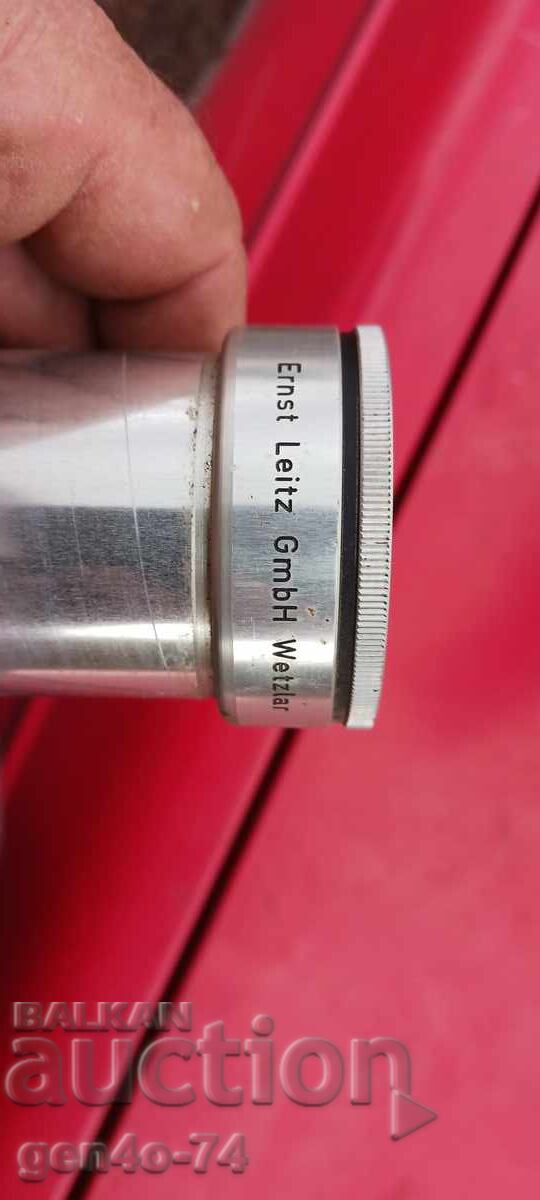 Ernst Leitz GmbH Wetzlar
BALKAN
auction
gen4o-74